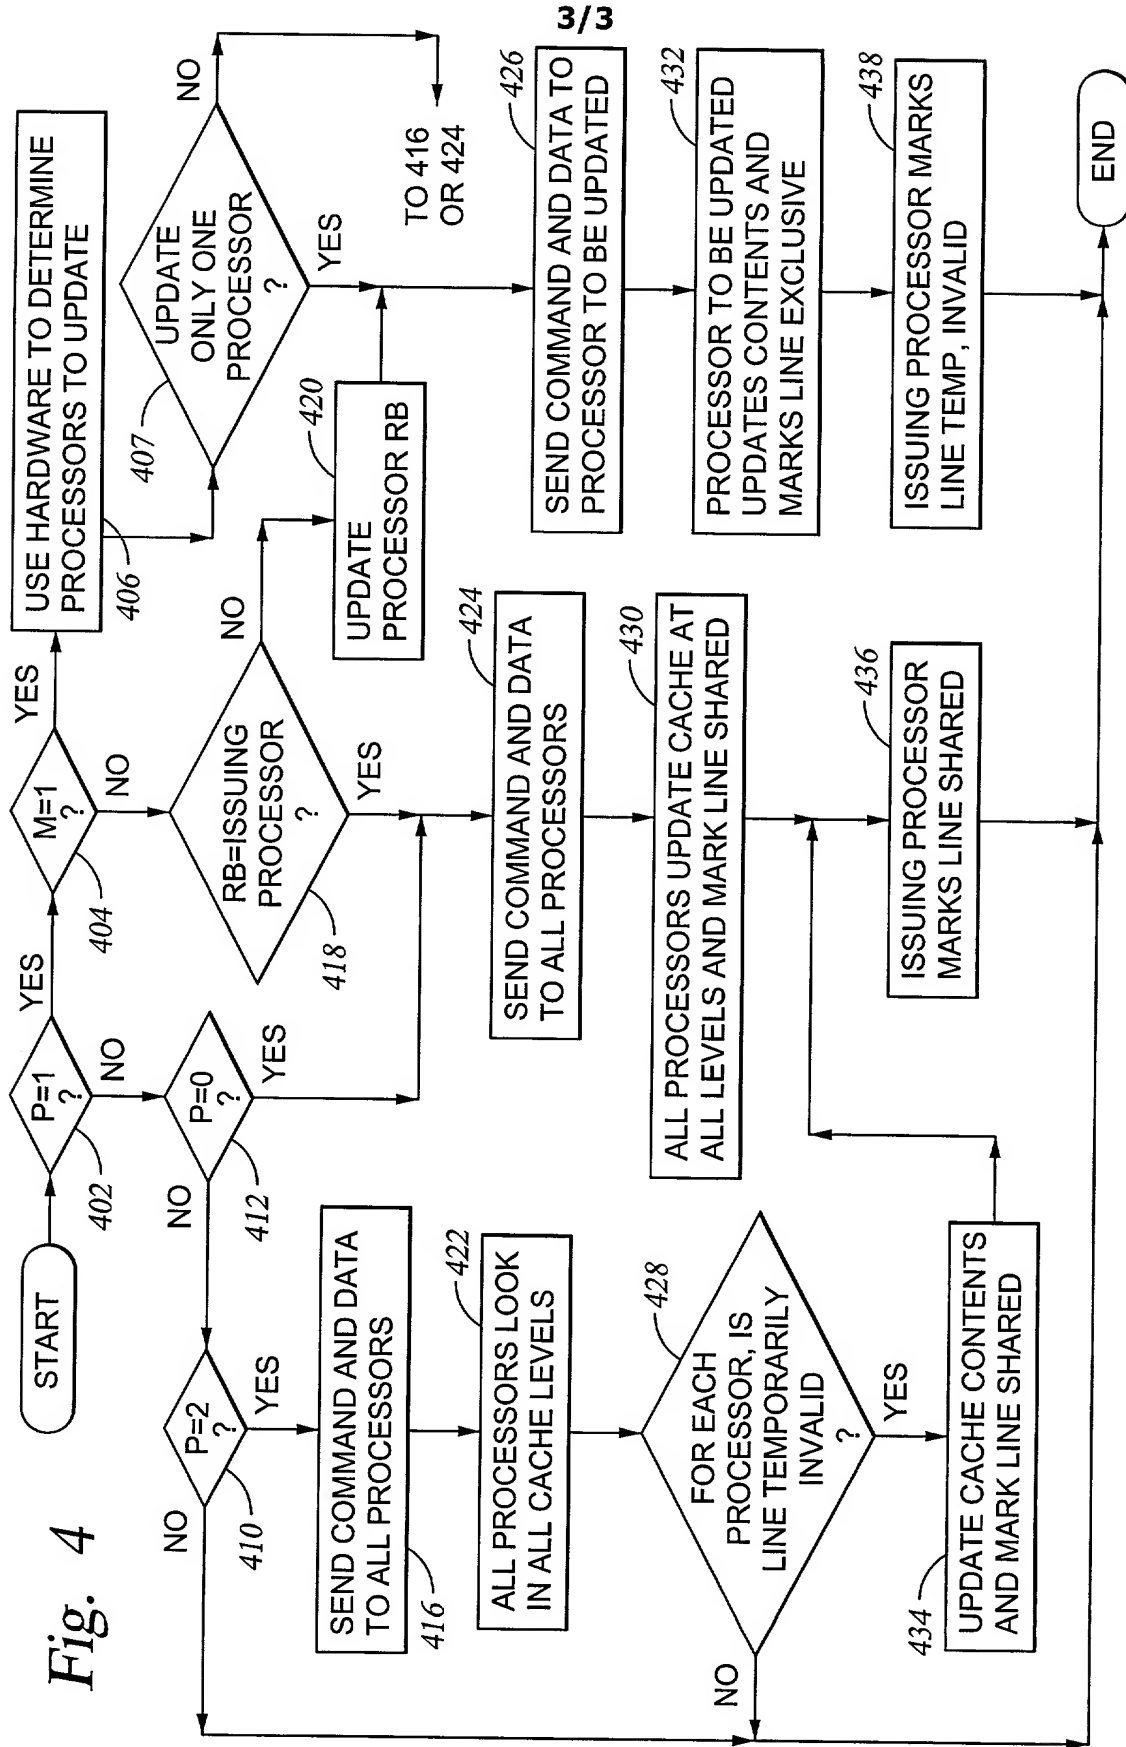 3/3
Fig. 4
START
402
P=1
?
YES
NO
404
M=1
?
YES
NO
USE HARDWARE TO DETERMINE
PROCESSORS TO UPDATE
406
407
UPDATE
ONLY ONE
PROCESSOR
?
NO
YES
TO 416
OR 424
412
P=0
?
YES
NO
418
RB=ISSUING
PROCESSOR
?
NO
YES
420
UPDATE
PROCESSOR RB
410
P=2
?
YES
NO
416
SEND COMMAND AND DATA
TO ALL PROCESSORS
422
ALL PROCESSORS LOOK
IN ALL CACHE LEVELS
428
FOR EACH
PROCESSOR, IS
LINE TEMPORARILY
INVALID
?
NO
YES
434
UPDATE CACHE CONTENTS
AND MARK LINE SHARED
424
SEND COMMAND AND DATA
TO ALL PROCESSORS
430
ALL PROCESSORS UPDATE CACHE AT
ALL LEVELS AND MARK LINE SHARED
436
ISSUING PROCESSOR
MARKS LINE SHARED
426
SEND COMMAND AND DATA TO
PROCESSOR TO BE UPDATED
432
PROCESSOR TO BE UPDATED
UPDATES CONTENTS AND
MARKS LINE EXCLUSIVE
438
ISSUING PROCESSOR MARKS
LINE TEMP, INVALID
END